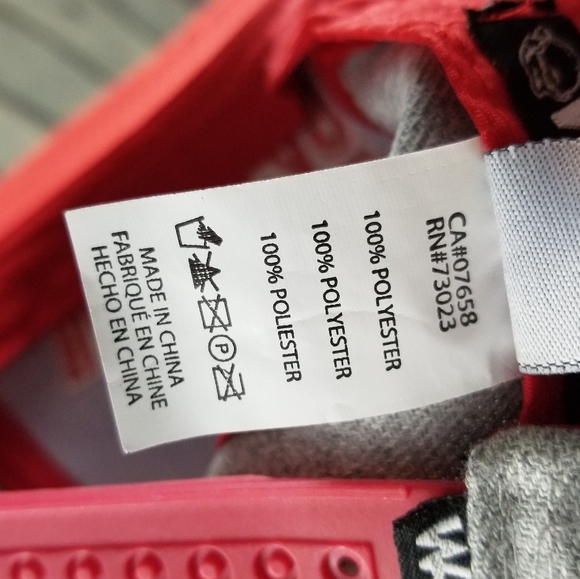 CA#07658
RN#73023
100% POLYESTER
100% POLYESTER
100% POLIESTER
P
MADE IN CHINA
FABRIQUÉ EN CHINE
HECHO EN CHINA